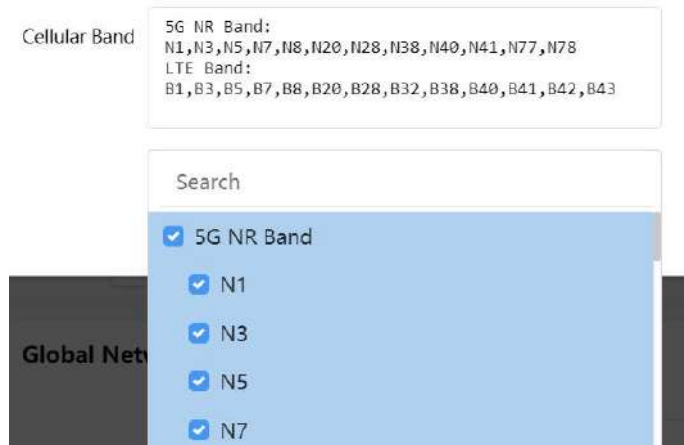 Cellular Band
5G NR Band:
N1,N3,N5,N7,N8,N20,N28,N38,N40,N41,N77,N78
LTE Band:
B1,B3,B5,B7,B8,B20,B28,B32,B38,B40,B41,B42,B43
Search
5G NR Band
N1
N3
Global
N5
N7